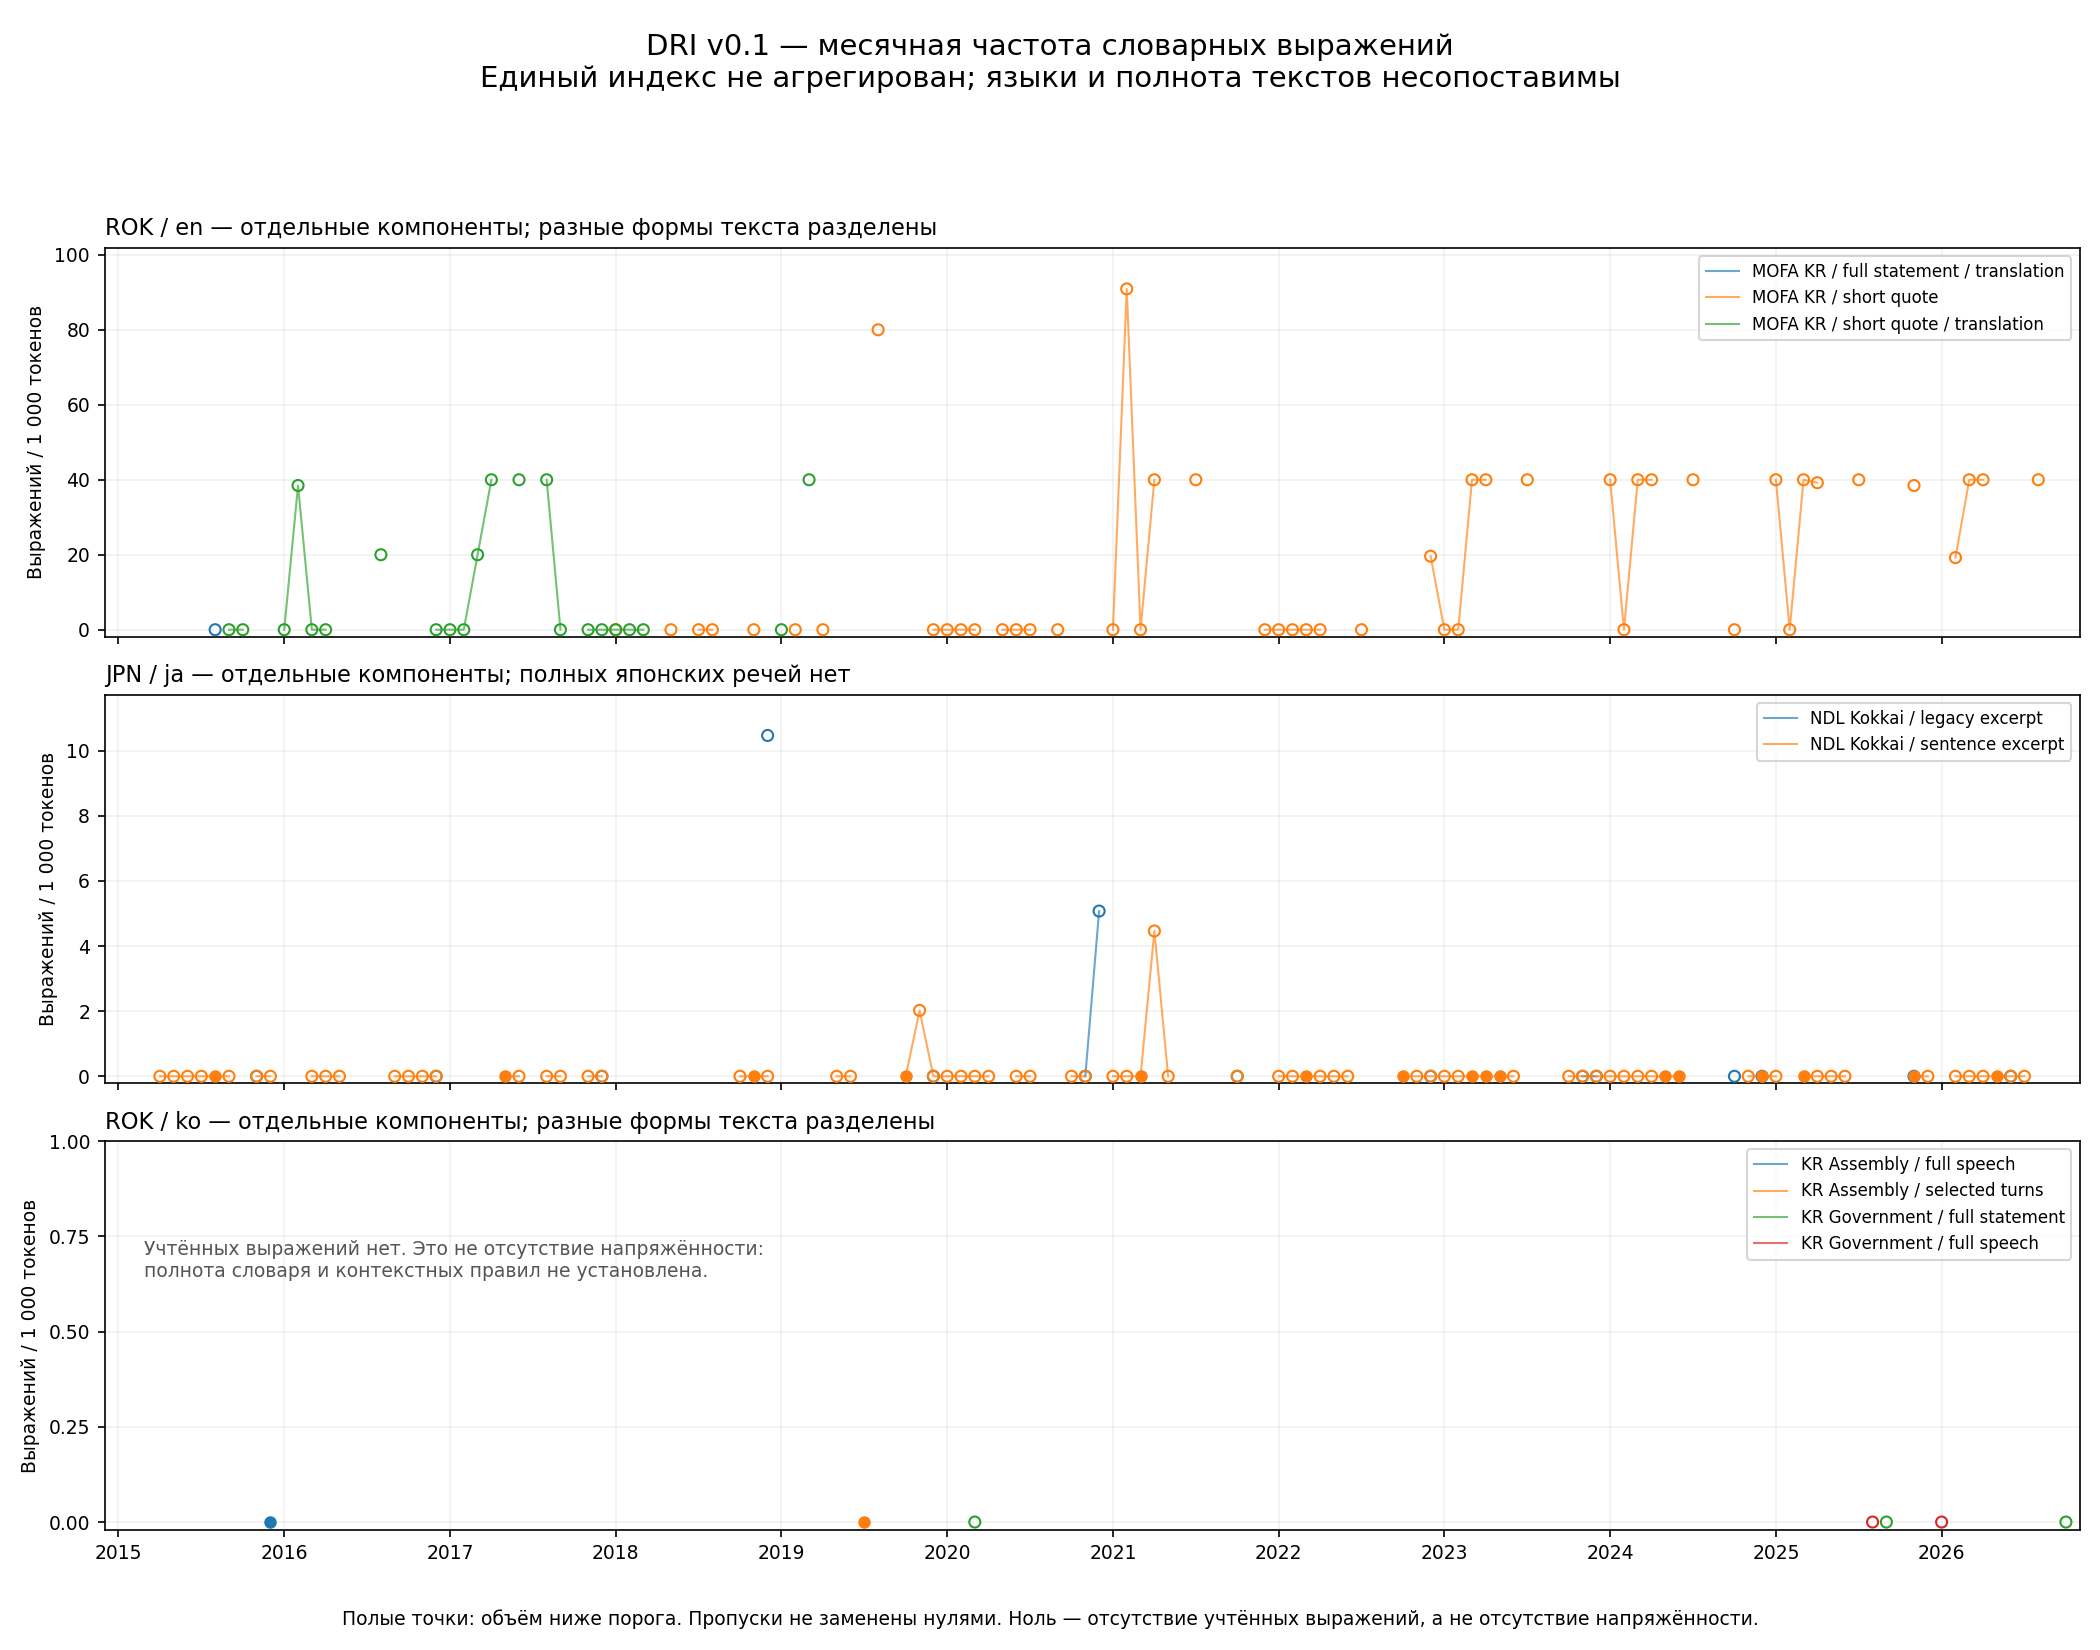 DRI v0.1 — месячная частота словарных выражений
Единый индекс не агрегирован; языки и полнота текстов несопоставимы
ROK / en — отдельные компоненты; разные формы текста разделены
Выражений / 1 000 токенов
100
80
60
40
20
0
MOFA KR / full statement / translation
MOFA KR / short quote
MOFA KR / short quote / translation
JPN / ja — отдельные компоненты; полных японских речей нет
Выражений / 1 000 токенов
10
8
6
4
2
0
NDL Kokkai / legacy excerpt
NDL Kokkai / sentence excerpt
ROK / ko — отдельные компоненты; разные формы текста разделены
Выражений / 1 000 токенов
1.00
0.75
0.50
0.25
0.00
KR Assembly / full speech
KR Assembly / selected turns
KR Government / full statement
KR Government / full speech
Учтённых выражений нет. Это не отсутствие напряжённости:
полнота словаря и контекстных правил не установлена.
2015 2016 2017 2018 2019 2020 2021 2022 2023 2024 2025 2026
Полые точки: объём ниже порога. Пропуски не заменены нулями. Ноль — отсутствие учтённых выражений, а не отсутствие напряжённости.